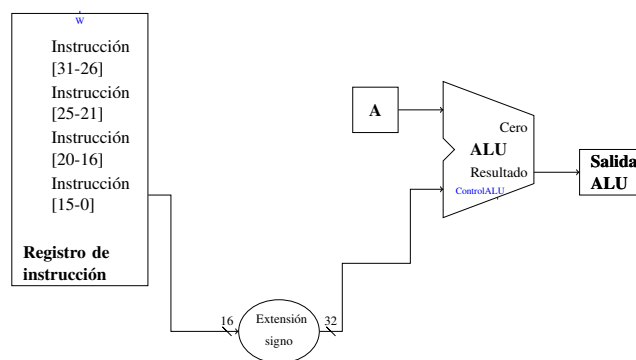 W
Instrucción
[31-26]
Instrucción
[25-21]
Instrucción
[20-16]
Instrucción
[15-0]
Registro de
instrucción
16
Extensión
signo
32
A
Cero
ALU
Resultado
ControlALU
Salida
ALU